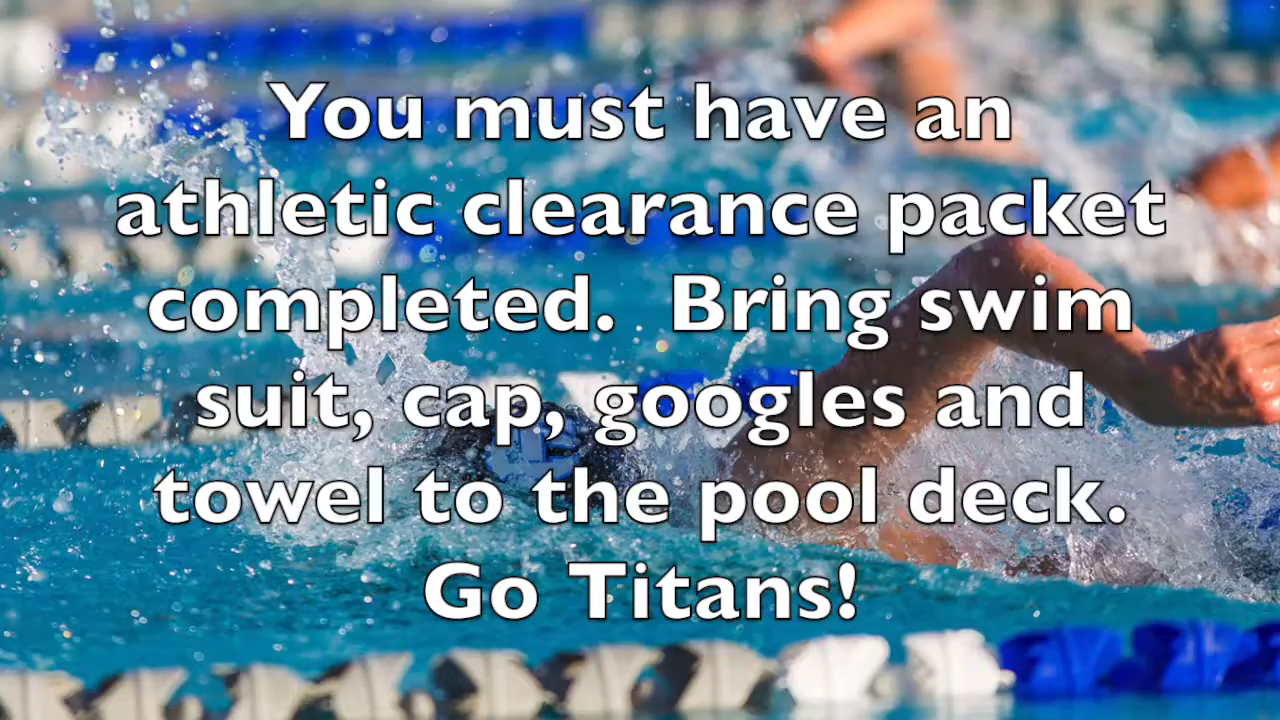 You must have an
athletic clearance packet
completed.  Bring swim
suit, cap, googles and
towel to the pool deck.
Go Titans!